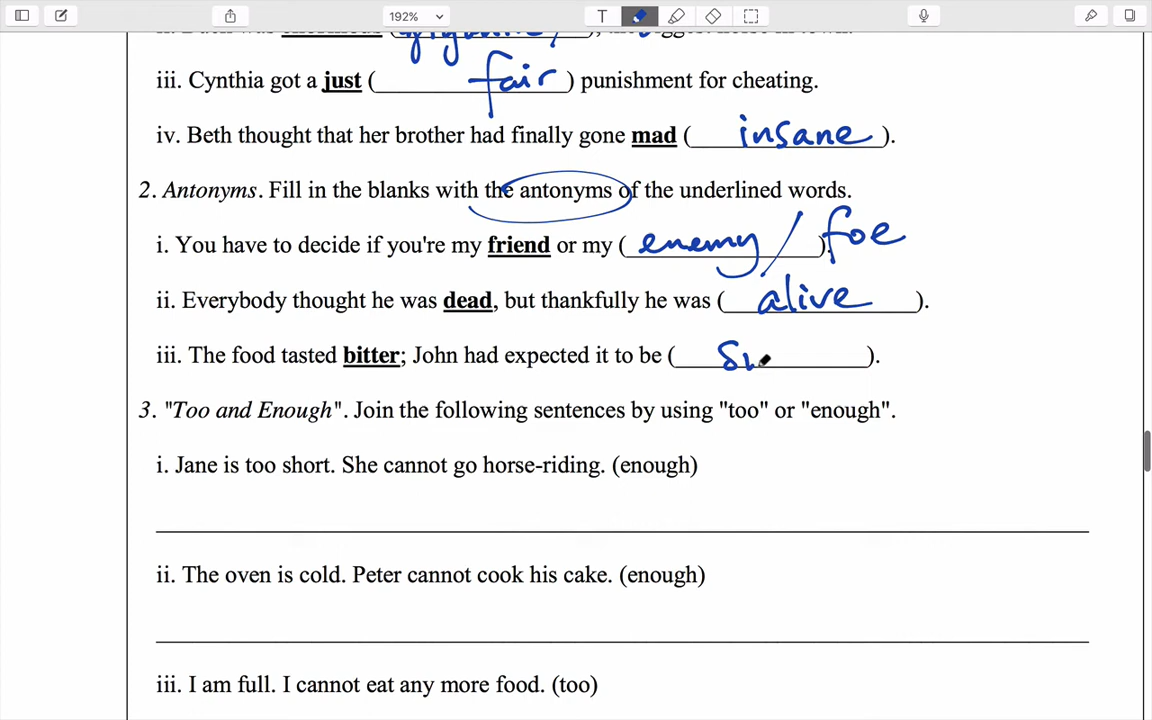 192%
iii. Cynthia got a just ( fair ) punishment for cheating.
iv. Beth thought that her brother had finally gone mad ( insane ).
2. Antonyms. Fill in the blanks with the antonyms of the underlined words.
i. You have to decide if you're my friend or my ( enemy / foe ).
ii. Everybody thought he was dead, but thankfully he was ( alive ).
iii. The food tasted bitter; John had expected it to be ( ).
3. "Too and Enough". Join the following sentences by using "too" or "enough".
i. Jane is too short. She cannot go horse-riding. (enough)
ii. The oven is cold. Peter cannot cook his cake. (enough)
iii. I am full. I cannot eat any more food. (too)